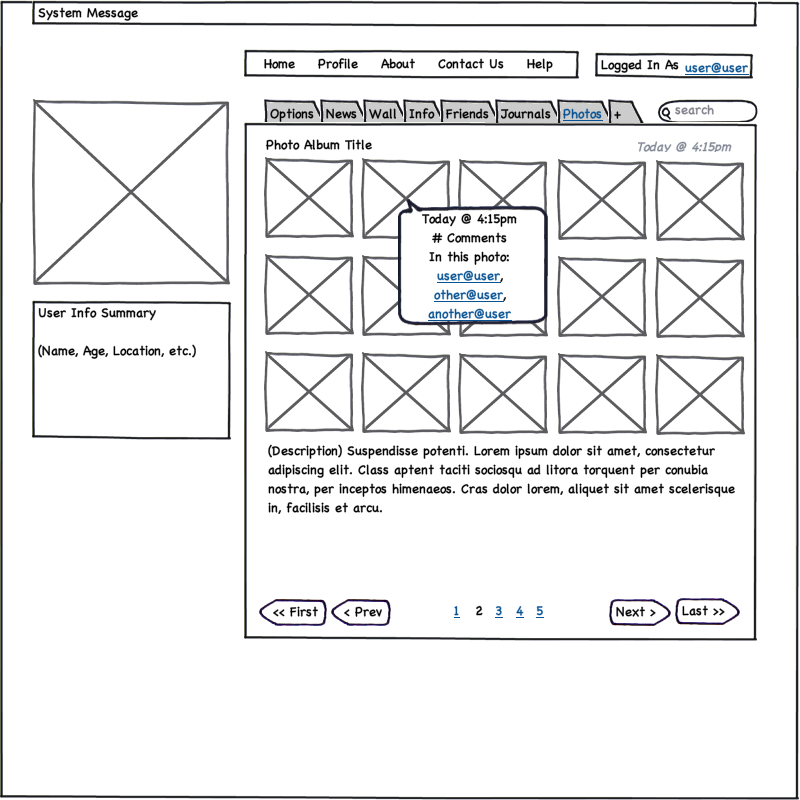 System Message
Home Profile About Contact Us Help
Logged In As user@user
Options News Wall Info Friends Journals Photos +
search
Photo Album Title
Today @ 4:15pm
Today @ 4:15pm
# Comments
In this photo:
user@user,
other@user,
another@user
User Info Summary
(Name, Age, Location, etc.)
(Description) Suspendisse potenti. Lorem ipsum dolor sit amet, consectetur
adipiscing elit. Class aptent taciti sociosqu ad litora torquent per conubia
nostra, per inceptos himenaeos. Cras dolor lorem, aliquet sit amet scelerisque
in, facilisis et arcu.
<< First < Prev 1 2 3 4 5 Next > Last >>